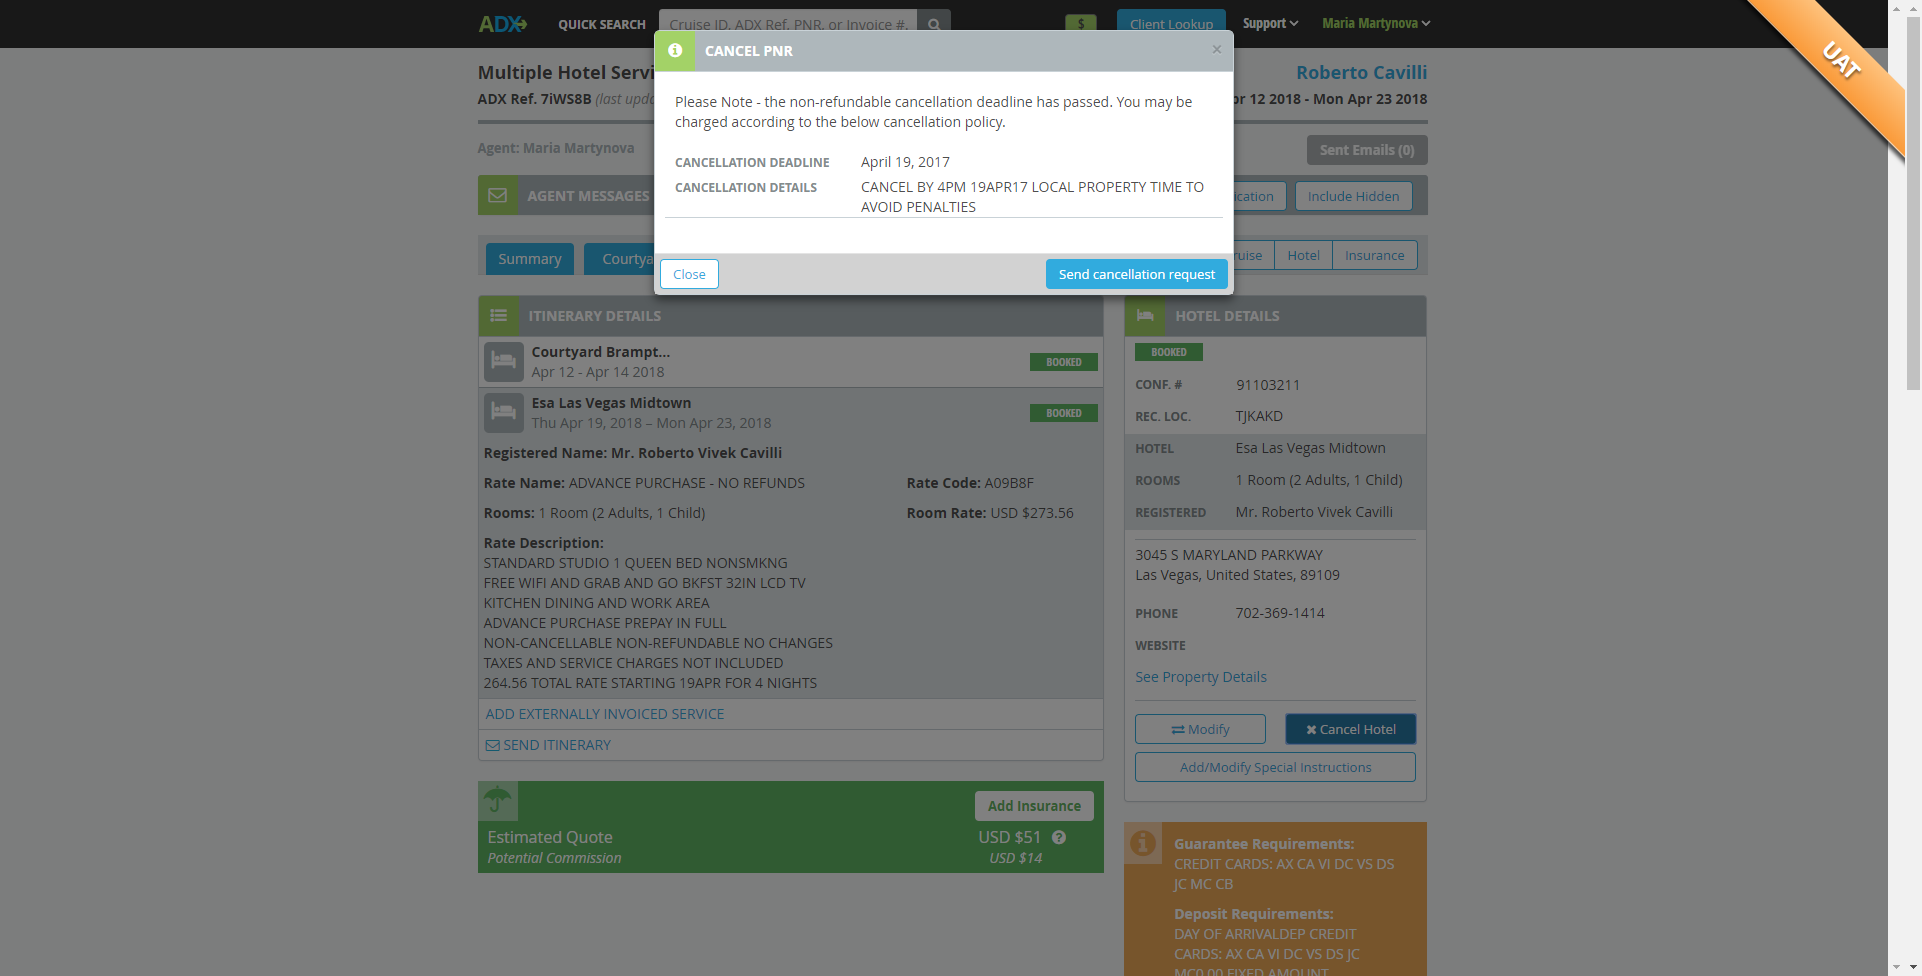 ADX
QUICK SEARCH
Cruise ID, ADX Ref, PNR, or Invoice #.
$
Client Lookup
Support
Maria Martynova
UAT
CANCEL PNR
×
Please Note - the non-refundable cancellation deadline has passed. You may
be charged according to the below cancellation policy.
CANCELLATION DEADLINE April 19, 2017
CANCELLATION DETAILS CANCEL BY 4PM 19APR17 LOCAL PROPERTY TIME TO
AVOID PENALTIES
Close
Send cancellation request
Multiple Hotel Servi
Roberto Cavilli
ADX Ref. 7iWS8B (last upd
pr 12 2018 - Mon Apr 23 2018
Agent: Maria Martynova
Sent Emails (0)
AGENT MESSAGES
ication
Include Hidden
Summary
Courtya
ruise
Hotel
Insurance
ITINERARY DETAILS
Courtyard Brampt...
Apr 12 - Apr 14 2018
BOOKED
Esa Las Vegas Midtown
Thu Apr 19, 2018 – Mon Apr 23, 2018
BOOKED
Registered Name: Mr. Roberto Vivek Cavilli
Rate Name: ADVANCE PURCHASE - NO REFUNDS
Rate Code: A09B8F
Rooms: 1 Room (2 Adults, 1 Child)
Room Rate: USD $273.56
Rate Description:
STANDARD STUDIO 1 QUEEN BED NONSMKNG
FREE WIFI AND GRAB AND GO BKFST 32IN LCD TV
KITCHEN DINING AND WORK AREA
ADVANCE PURCHASE PREPAY IN FULL
NON-CANCELLABLE NON-REFUNDABLE NO CHANGES
TAXES AND SERVICE CHARGES NOT INCLUDED
264.56 TOTAL RATE STARTING 19APR FOR 4 NIGHTS
ADD EXTERNALLY INVOICED SERVICE
SEND ITINERARY
Add Insurance
Estimated Quote
USD $51 ?
Potential Commission
USD $14
HOTEL DETAILS
BOOKED
CONF. # 91103211
REC. LOC. TJKAKD
HOTEL Esa Las Vegas Midtown
ROOMS 1 Room (2 Adults, 1 Child)
REGISTERED Mr. Roberto Vivek Cavilli
3045 S MARYLAND PARKWAY
Las Vegas, United States, 89109
PHONE 702-369-1414
WEBSITE
See Property Details
Modify
Cancel Hotel
Add/Modify Special Instructions
Guarantee Requirements:
CREDIT CARDS: AX CA VI DC VS DS
JC MC CB
Deposit Requirements:
DAY OF ARRIVALDEP CREDIT
CARDS: AX CA VI DC VS DS JC
MC0.00 FIXED AMOUNT